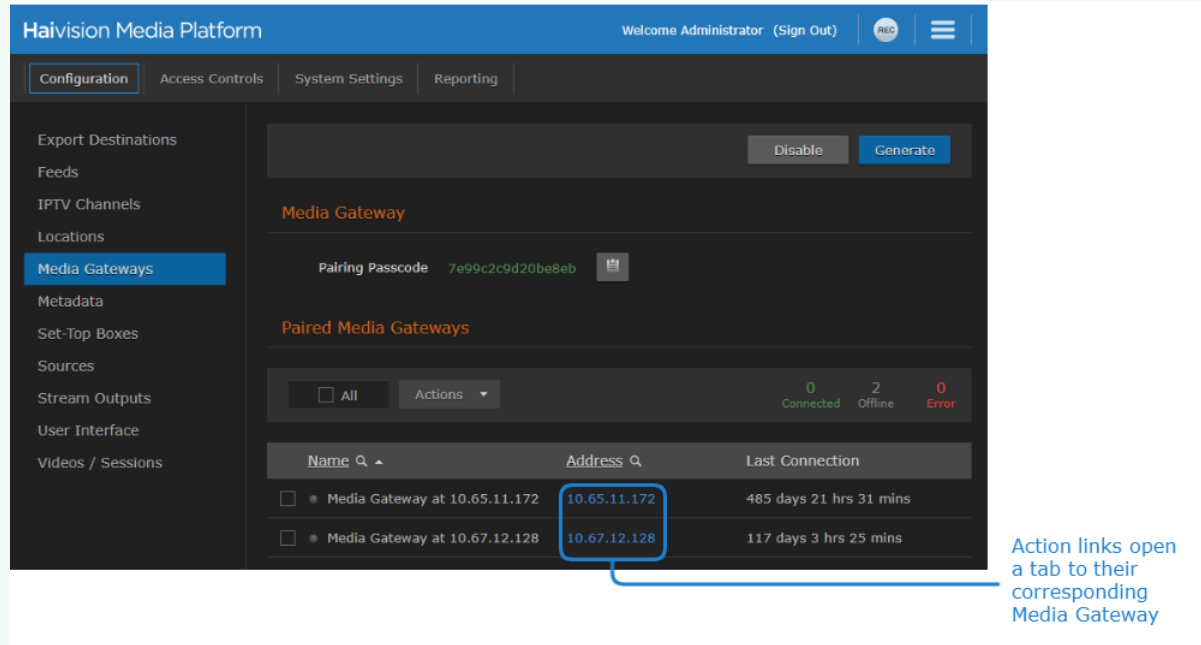 Haivision Media Platform
Welcome Administrator (Sign Out)
REC
Configuration Access Controls System Settings Reporting
Export Destinations
Feeds
IPTV Channels
Locations
Media Gateways
Metadata
Set-Top Boxes
Sources
Stream Outputs
User Interface
Videos / Sessions
Disable Generate
Media Gateway
Pairing Passcode 7e99c2c9d20be8eb
Paired Media Gateways
All Actions
0 Connected
2 Offline
0 Error
Name Address Last Connection
Media Gateway at 10.65.11.172 10.65.11.172 485 days 21 hrs 31 mins
Media Gateway at 10.67.12.128 10.67.12.128 117 days 3 hrs 25 mins
Action links open
a tab to their
corresponding
Media Gateway